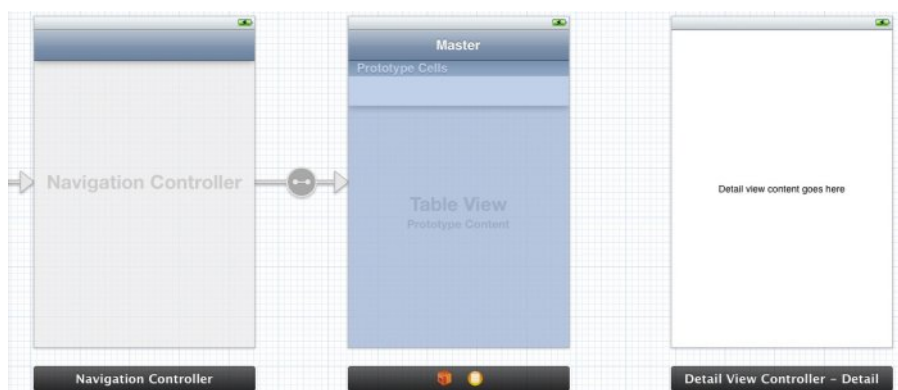 Navigation Controller
Navigation Controller
Master
Prototype Cells
Table View
Prototype Content
Detail view content goes here
Detail View Controller – Detail